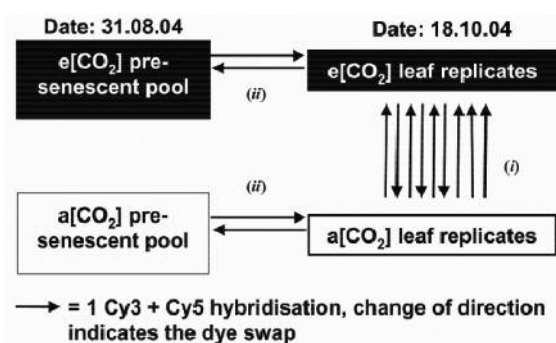 Date: 31.08.04
Date: 18.10.04
e[CO₂] pre-
senescent pool
e[CO₂] leaf replicates
(ii)
(i)
(ii)
a[CO₂] pre-
senescent pool
a[CO₂] leaf replicates
= 1 Cy3 + Cy5 hybridisation, change of direction
indicates the dye swap